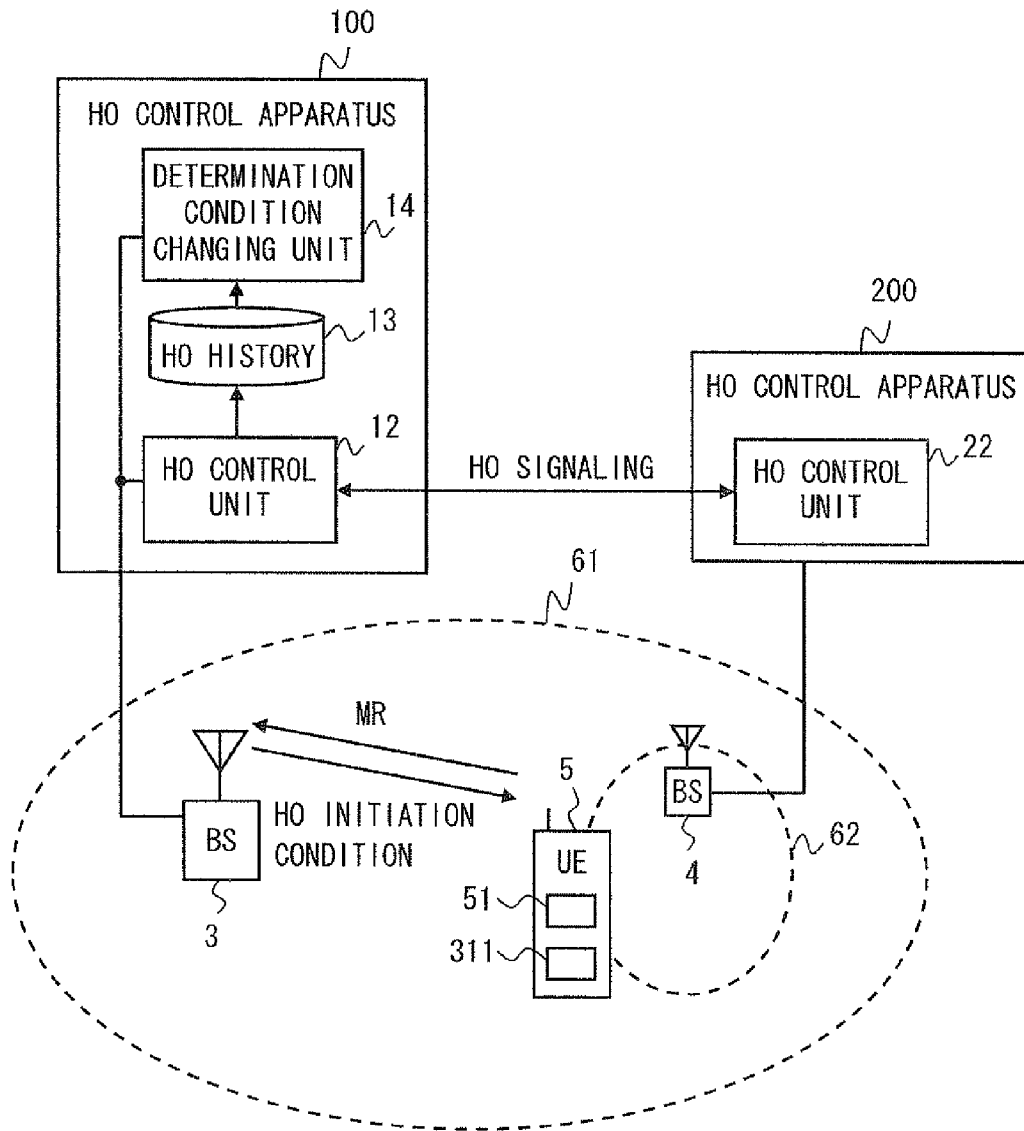 100
HO CONTROL APPARATUS
DETERMINATION
CONDITION
CHANGING UNIT
14
HO HISTORY
13
HO CONTROL
UNIT
12
HO SIGNALING
200
HO CONTROL APPARATUS
HO CONTROL
UNIT
22
61
MR
HO INITIATION
CONDITION
BS
3
5
UE
51
311
BS
4
62